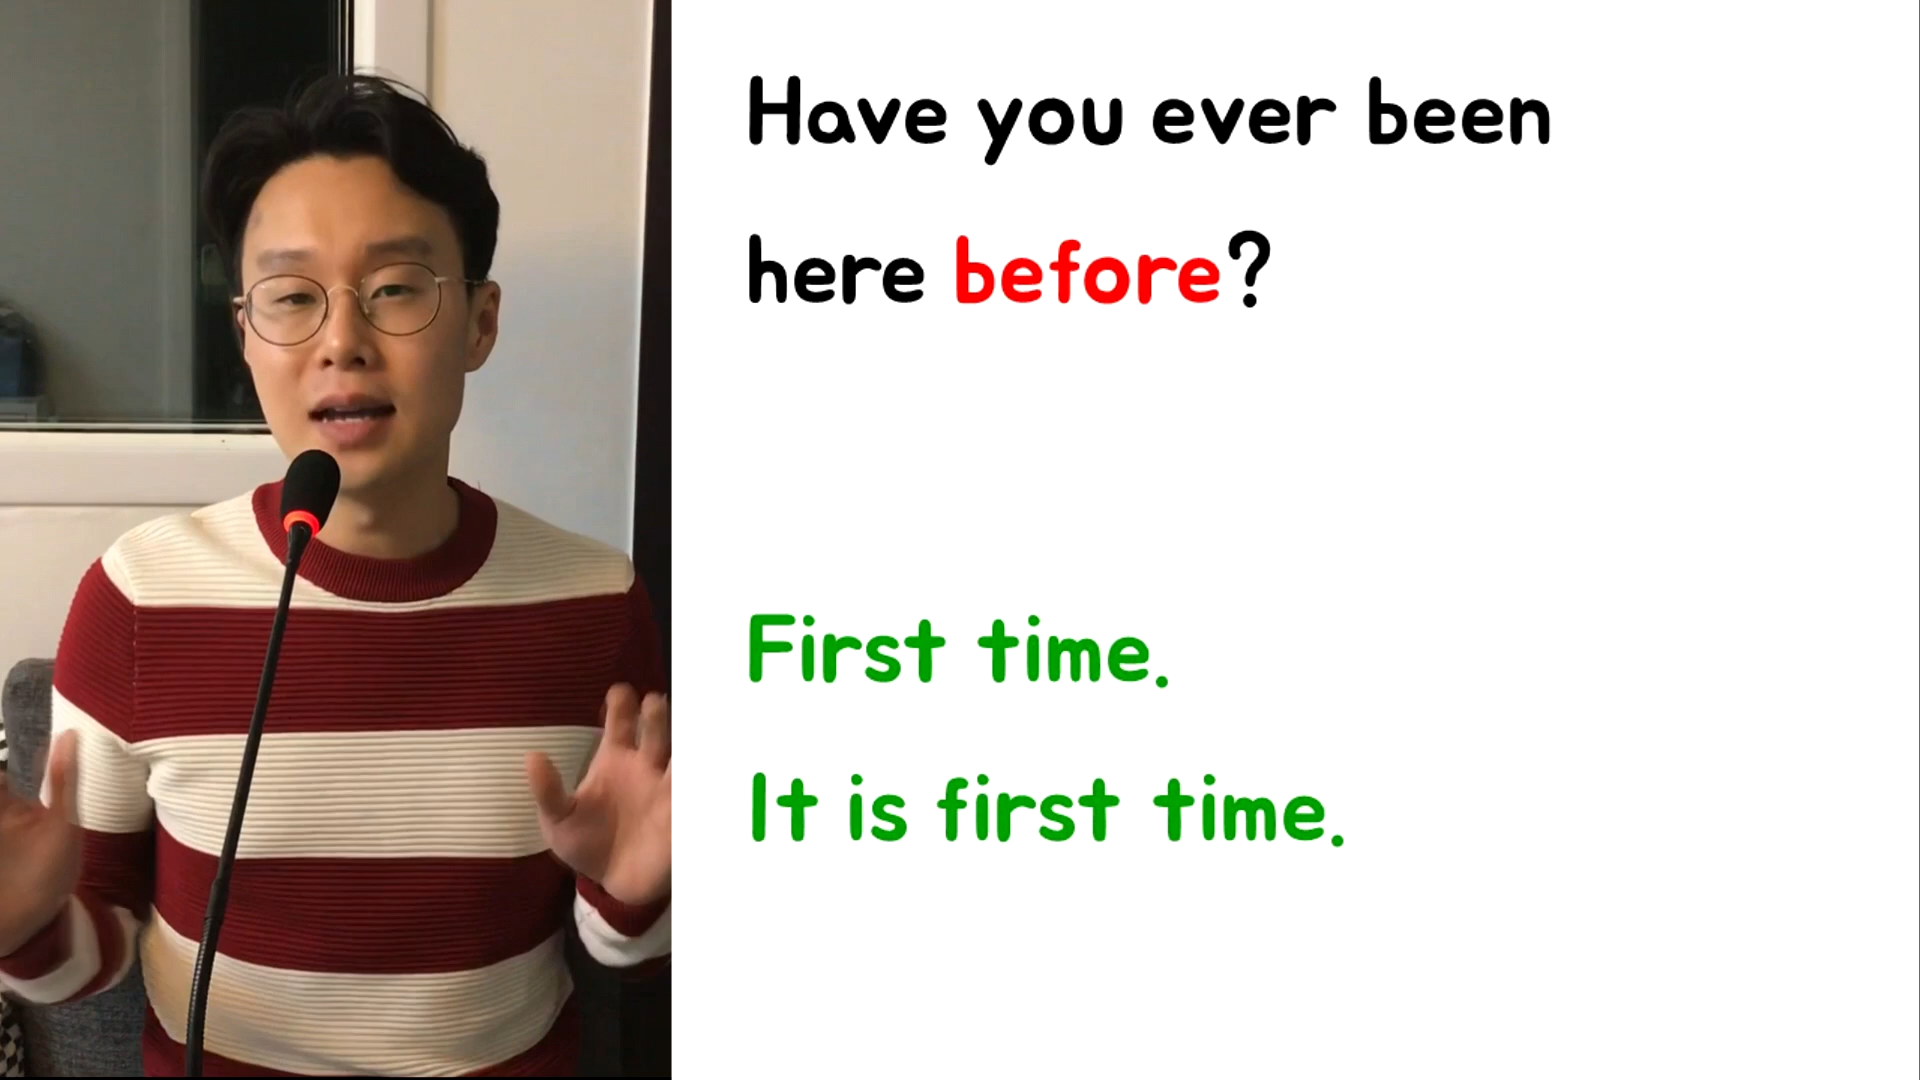 Have you ever been
here before?
First time.
It is first time.